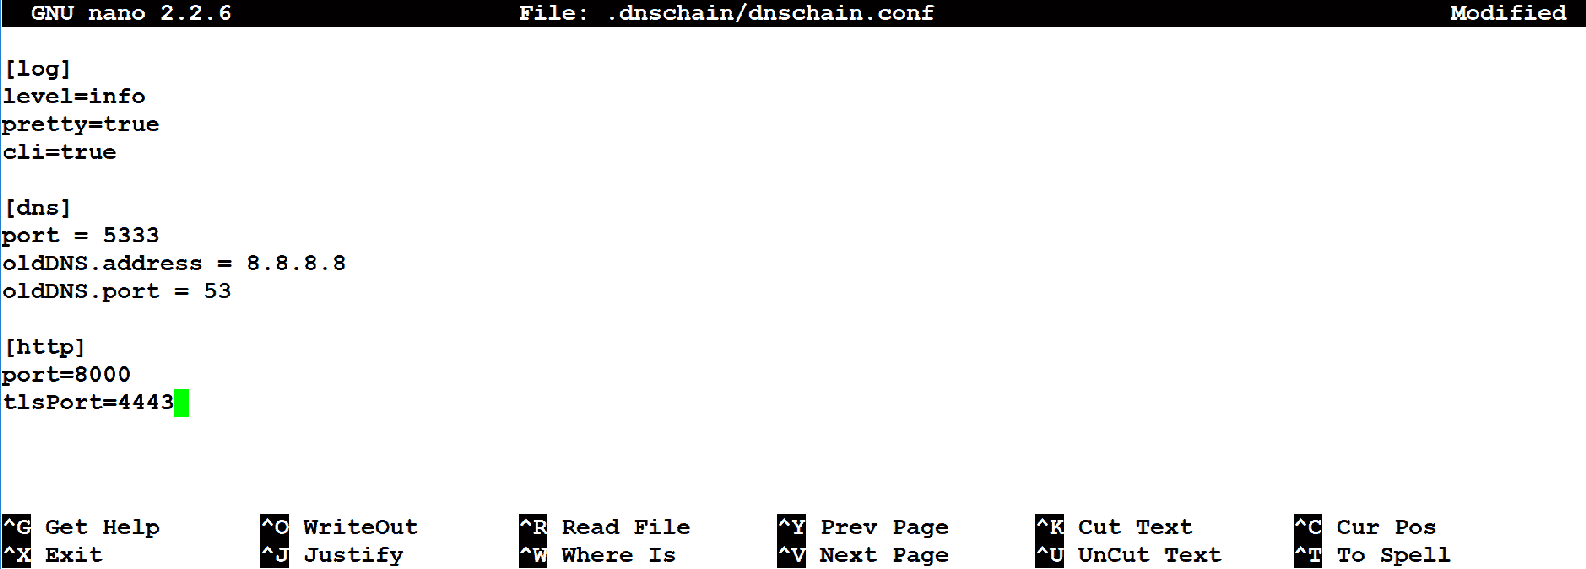 GNU nano 2.2.6 File: .dnschain/dnschain.conf Modified
[log]
level=info
pretty=true
cli=true
[dns]
port = 5333
oldDNS.address = 8.8.8.8
oldDNS.port = 53
[http]
port=8000
tlsPort=4443
^G Get Help ^O WriteOut ^R Read File ^Y Prev Page ^K Cut Text ^C Cur Pos
^X Exit ^J Justify ^W Where Is ^V Next Page ^U UnCut Text ^T To Spell